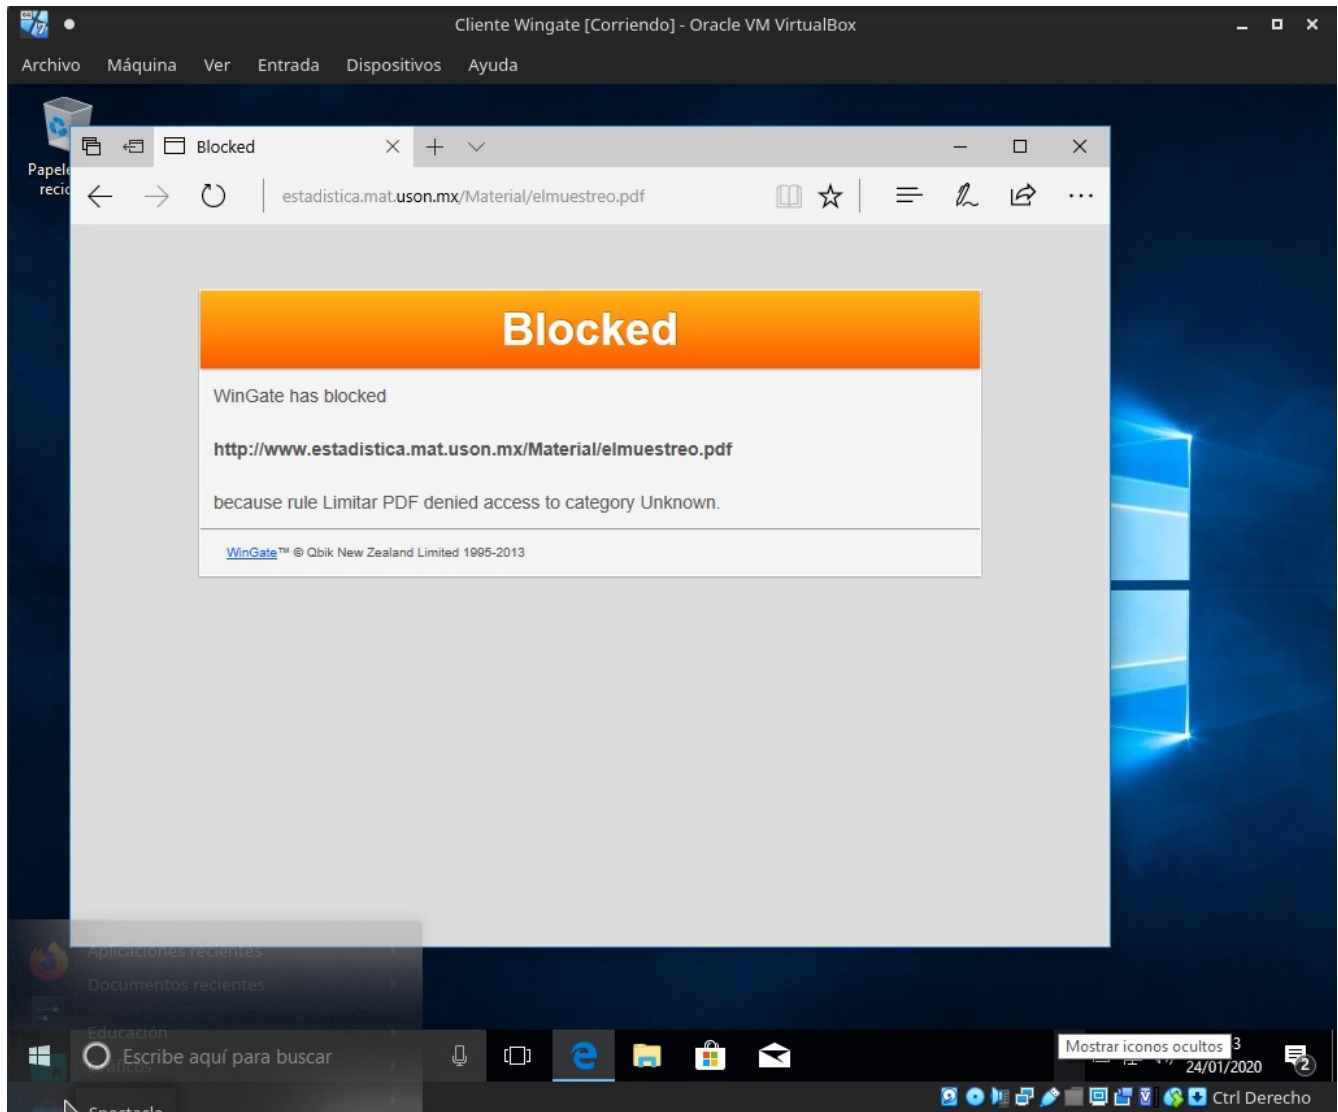 Cliente Wingate [Corriendo] - Oracle VM VirtualBox
Archivo Máquina Ver Entrada Dispositivos Ayuda
Blocked
estadistica.mat.uson.mx/Material/elmuestreo.pdf
Blocked
WinGate has blocked
http://www.estadistica.mat.uson.mx/Material/elmuestreo.pdf
because rule Limitar PDF denied access to category Unknown.
WinGate™ © Qbik New Zealand Limited 1995-2013
Aplicaciones recientes
Documentos recientes
Educación
Escribe aquí para buscar
Mostrar iconos ocultos
24/01/2020
2
Spectacle
Ctrl Derecho